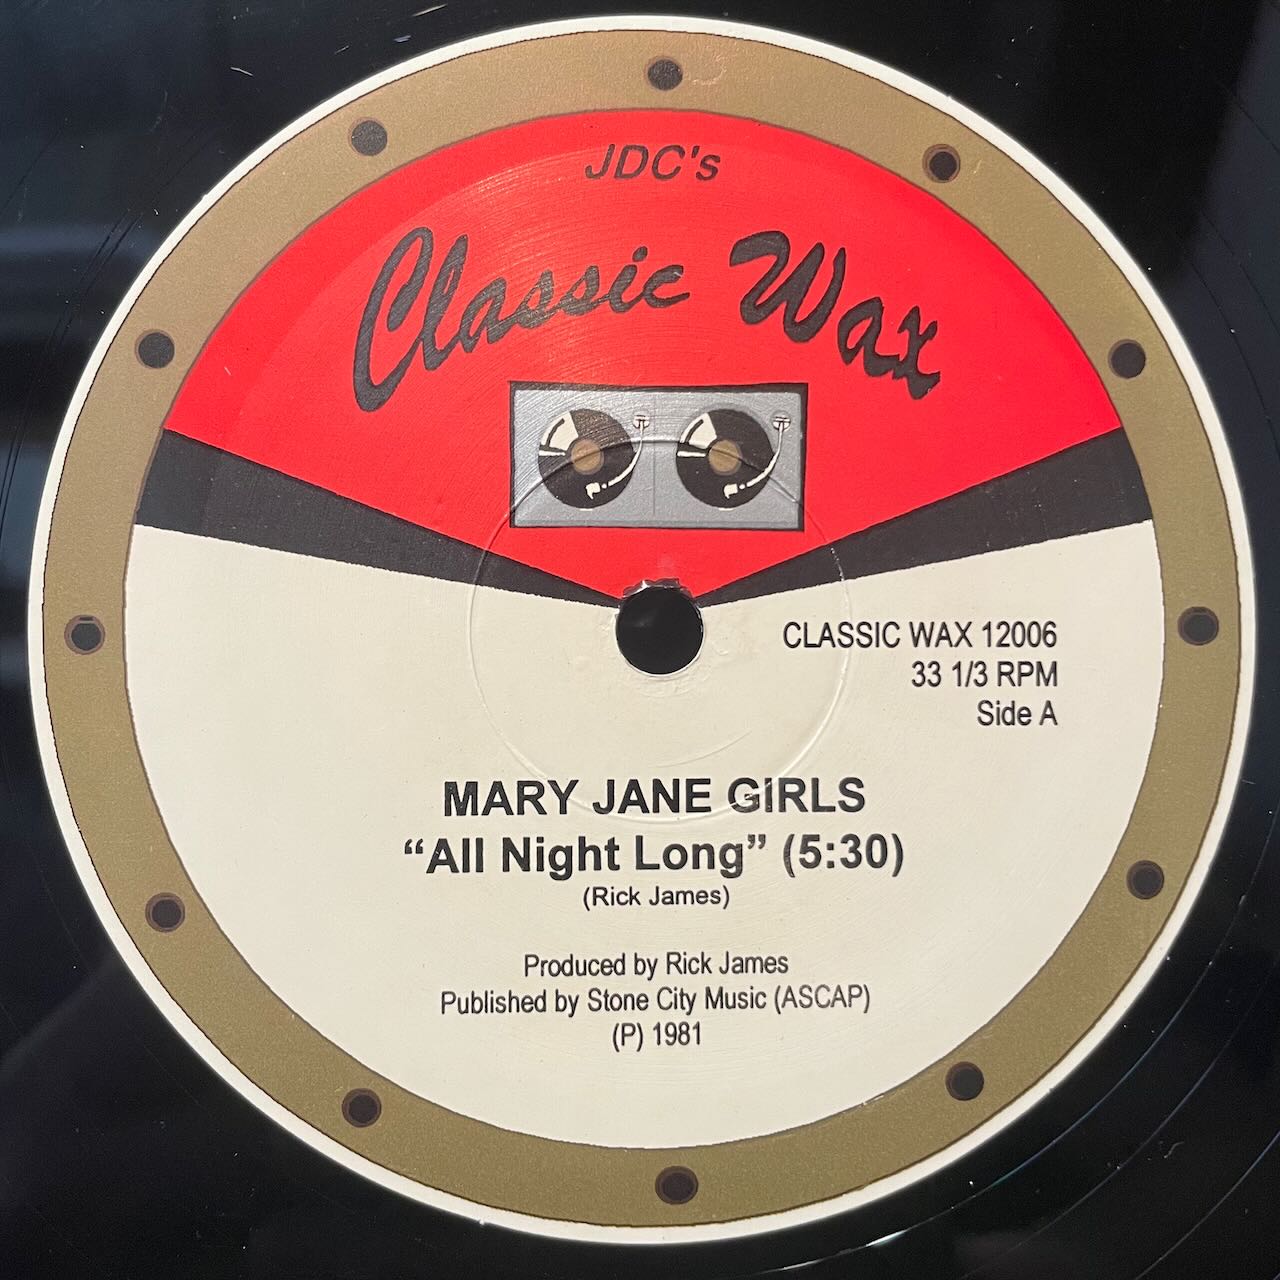 JDC's
Classic Wax
CLASSIC WAX 12006
33 1/3 RPM
Side A
MARY JANE GIRLS
“All Night Long” (5:30)
(Rick James)
Produced by Rick James
Published by Stone City Music (ASCAP)
(P) 1981